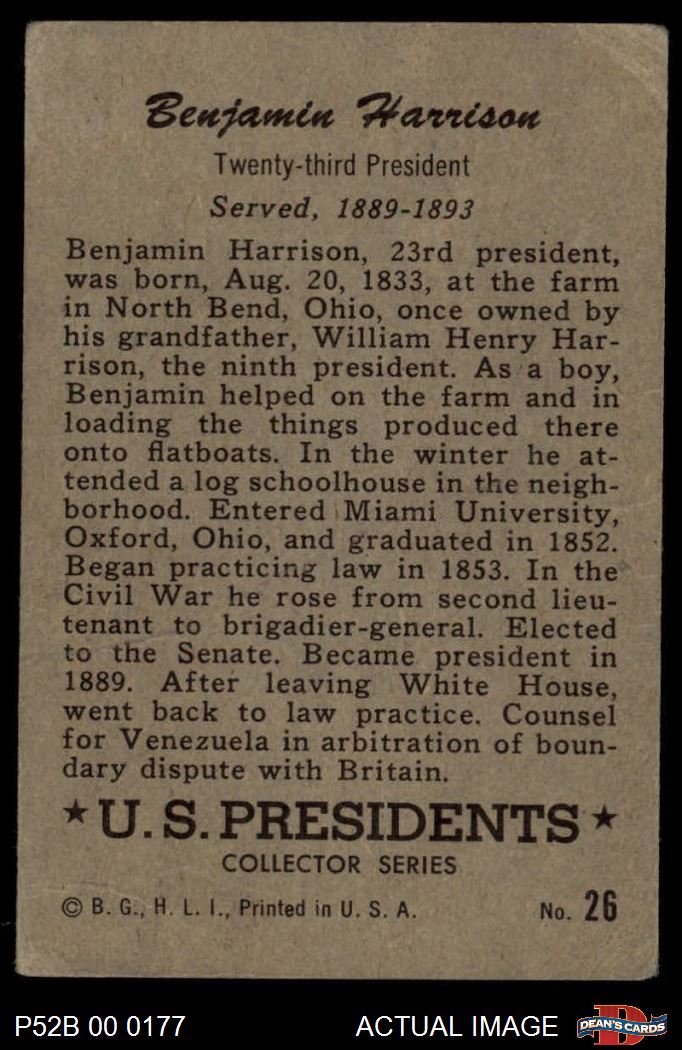 Benjamin Harrison
Twenty-third President
Served, 1889-1893
Benjamin Harrison, 23rd president,
was born, Aug. 20, 1833, at the farm
in North Bend, Ohio, once owned by
his grandfather, William Henry Har-
rison, the ninth president. As a boy,
Benjamin helped on the farm and in
loading the things produced there
onto flatboats. In the winter he at-
tended a log schoolhouse in the neigh-
borhood. Entered Miami University,
Oxford, Ohio, and graduated in 1852.
Began practicing law in 1853. In the
Civil War he rose from second lieu-
tenant to brigadier-general. Elected
to the Senate. Became president in
1889. After leaving White House,
went back to law practice. Counsel
for Venezuela in arbitration of boun-
dary dispute with Britain.
★ U.S. PRESIDENTS ★
COLLECTOR SERIES
© B. G., H. L. I., Printed in U. S. A. No. 26
P52B 00 0177 ACTUAL IMAGE DEAN'S CARDS